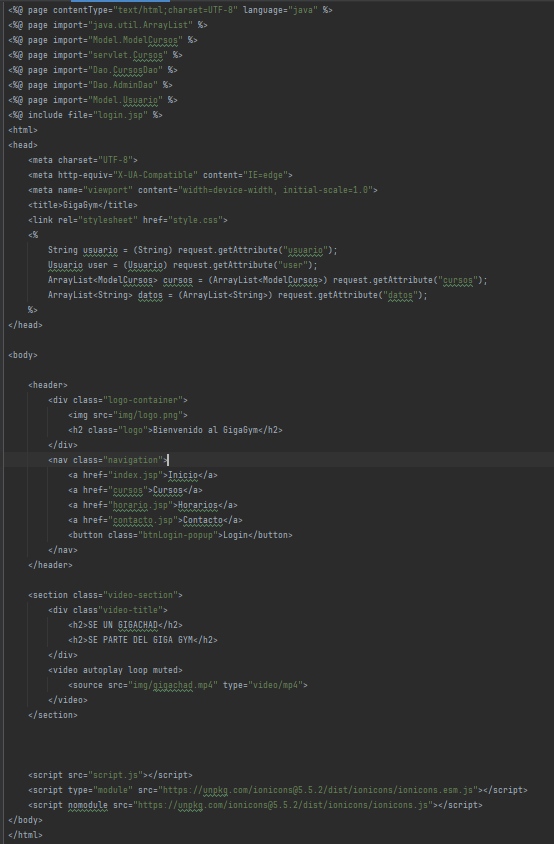 <%@ page contentType="text/html;charset=UTF-8" language="java" %>
<%@ page import="java.util.ArrayList" %>
<%@ page import="Model.ModelCursos" %>
<%@ page import="servlet.Cursos" %>
<%@ page import="Dao.CursosDao" %>
<%@ page import="Dao.AdminDao" %>
<%@ page import="Model.Usuario" %>
<%@ include file="login.jsp" %>
<html>
<head>
    <meta charset="UTF-8">
    <meta http-equiv="X-UA-Compatible" content="IE=edge">
    <meta name="viewport" content="width=device-width, initial-scale=1.0">
    <title>GigaGym</title>
    <link rel="stylesheet" href="style.css">
    <%
        String usuario = (String) request.getAttribute("usuario");
        Usuario user = (Usuario) request.getAttribute("user");
        ArrayList<ModelCursos> cursos = (ArrayList<ModelCursos>) request.getAttribute("cursos");
        ArrayList<String> datos = (ArrayList<String>) request.getAttribute("datos");
    %>
</head>
<body>
    <header>
        <div class="logo-container">
            <img src="img/logo.png">
            <h2 class="logo">Bienvenido al GigaGym</h2>
        </div>
        <nav class="navigation">
            <a href="index.jsp">Inicio</a>
            <a href="cursos">Cursos</a>
            <a href="horario.jsp">Horarios</a>
            <a href="contacto.jsp">Contacto</a>
            <button class="btnLogin-popup">Login</button>
        </nav>
    </header>
    <section class="video-section">
        <div class="video-title">
            <h2>SE UN GIGACHAD</h2>
            <h2>SE PARTE DEL GIGA GYM</h2>
        </div>
        <video autoplay loop muted>
            <source src="img/gigachad.mp4" type="video/mp4">
        </video>
    </section>
    <script src="script.js"></script>
    <script type="module" src="https://unpkg.com/ionicons@5.5.2/dist/ionicons/ionicons.esm.js"></script>
    <script nomodule src="https://unpkg.com/ionicons@5.5.2/dist/ionicons/ionicons.js"></script>
</body>
</html>